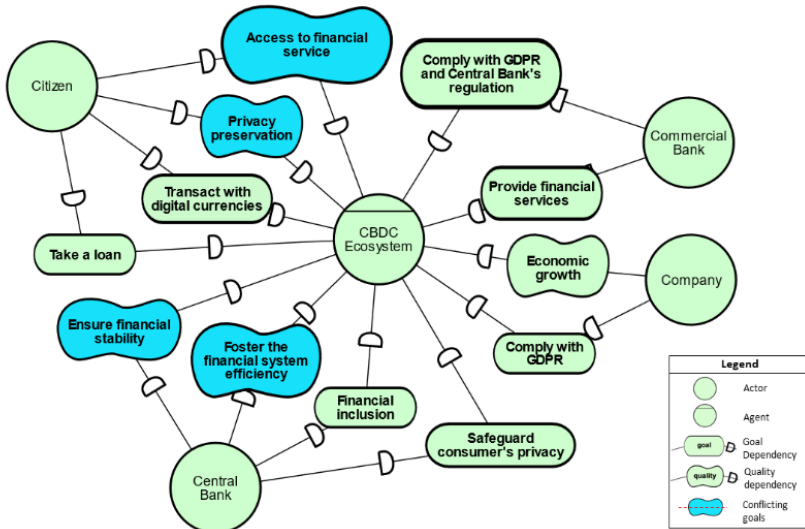 Access to financial
service
Comply with GDPR
and Central Bank's
regulation
Citizen
Privacy
preservation
Commercial
Bank
Transact with
digital currencies
Provide financial
services
CBDC
Ecosystem
Take a loan
Economic
growth
Company
Ensure financial
stability
Foster the
financial system
efficiency
Comply with
GDPR
Financial
inclusion
Safeguard
consumer's privacy
Central
Bank
Legend
Actor
Agent
goal
Goal
Dependency
quality
Quality
dependency
Conflicting
goals